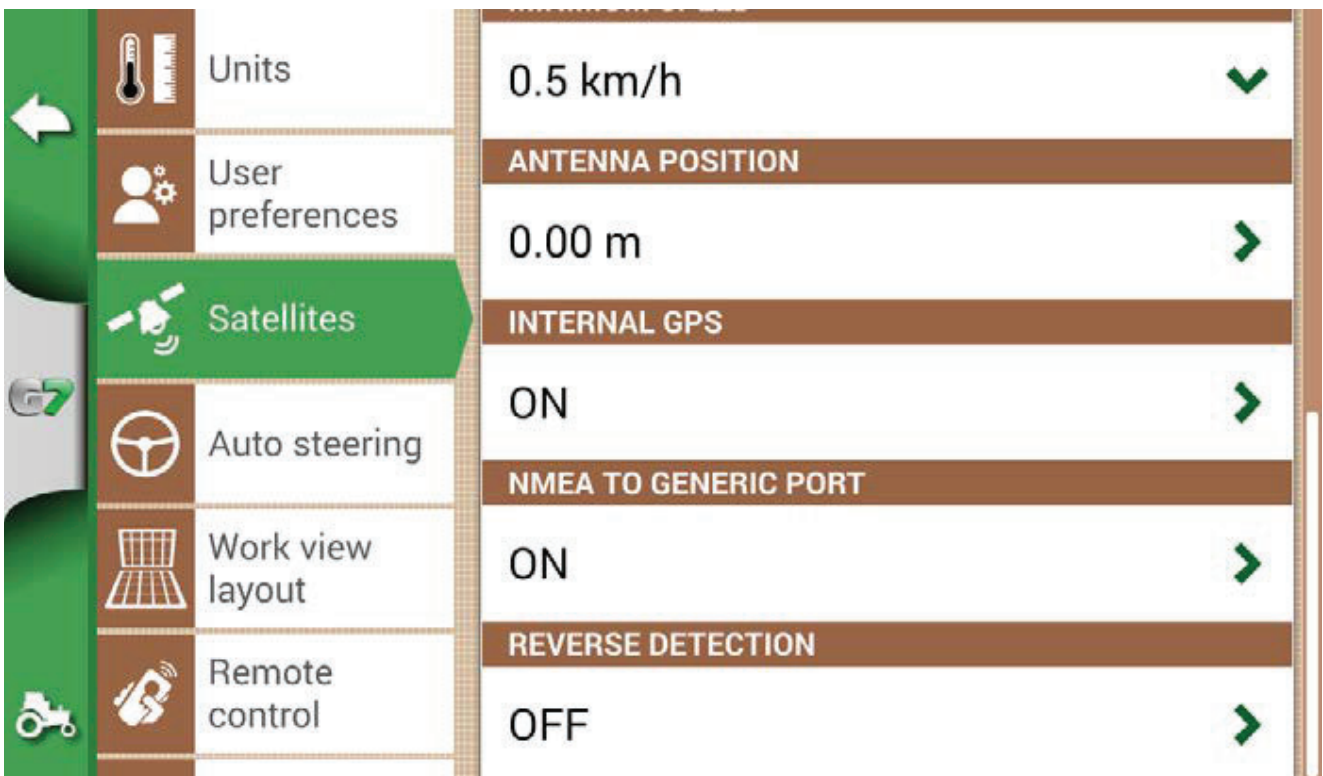 Units
User
preferences
Satellites
Auto steering
Work view
layout
Remote
control
G7
0.5 km/h
ANTENNA POSITION
0.00 m
INTERNAL GPS
ON
NMEA TO GENERIC PORT
ON
REVERSE DETECTION
OFF